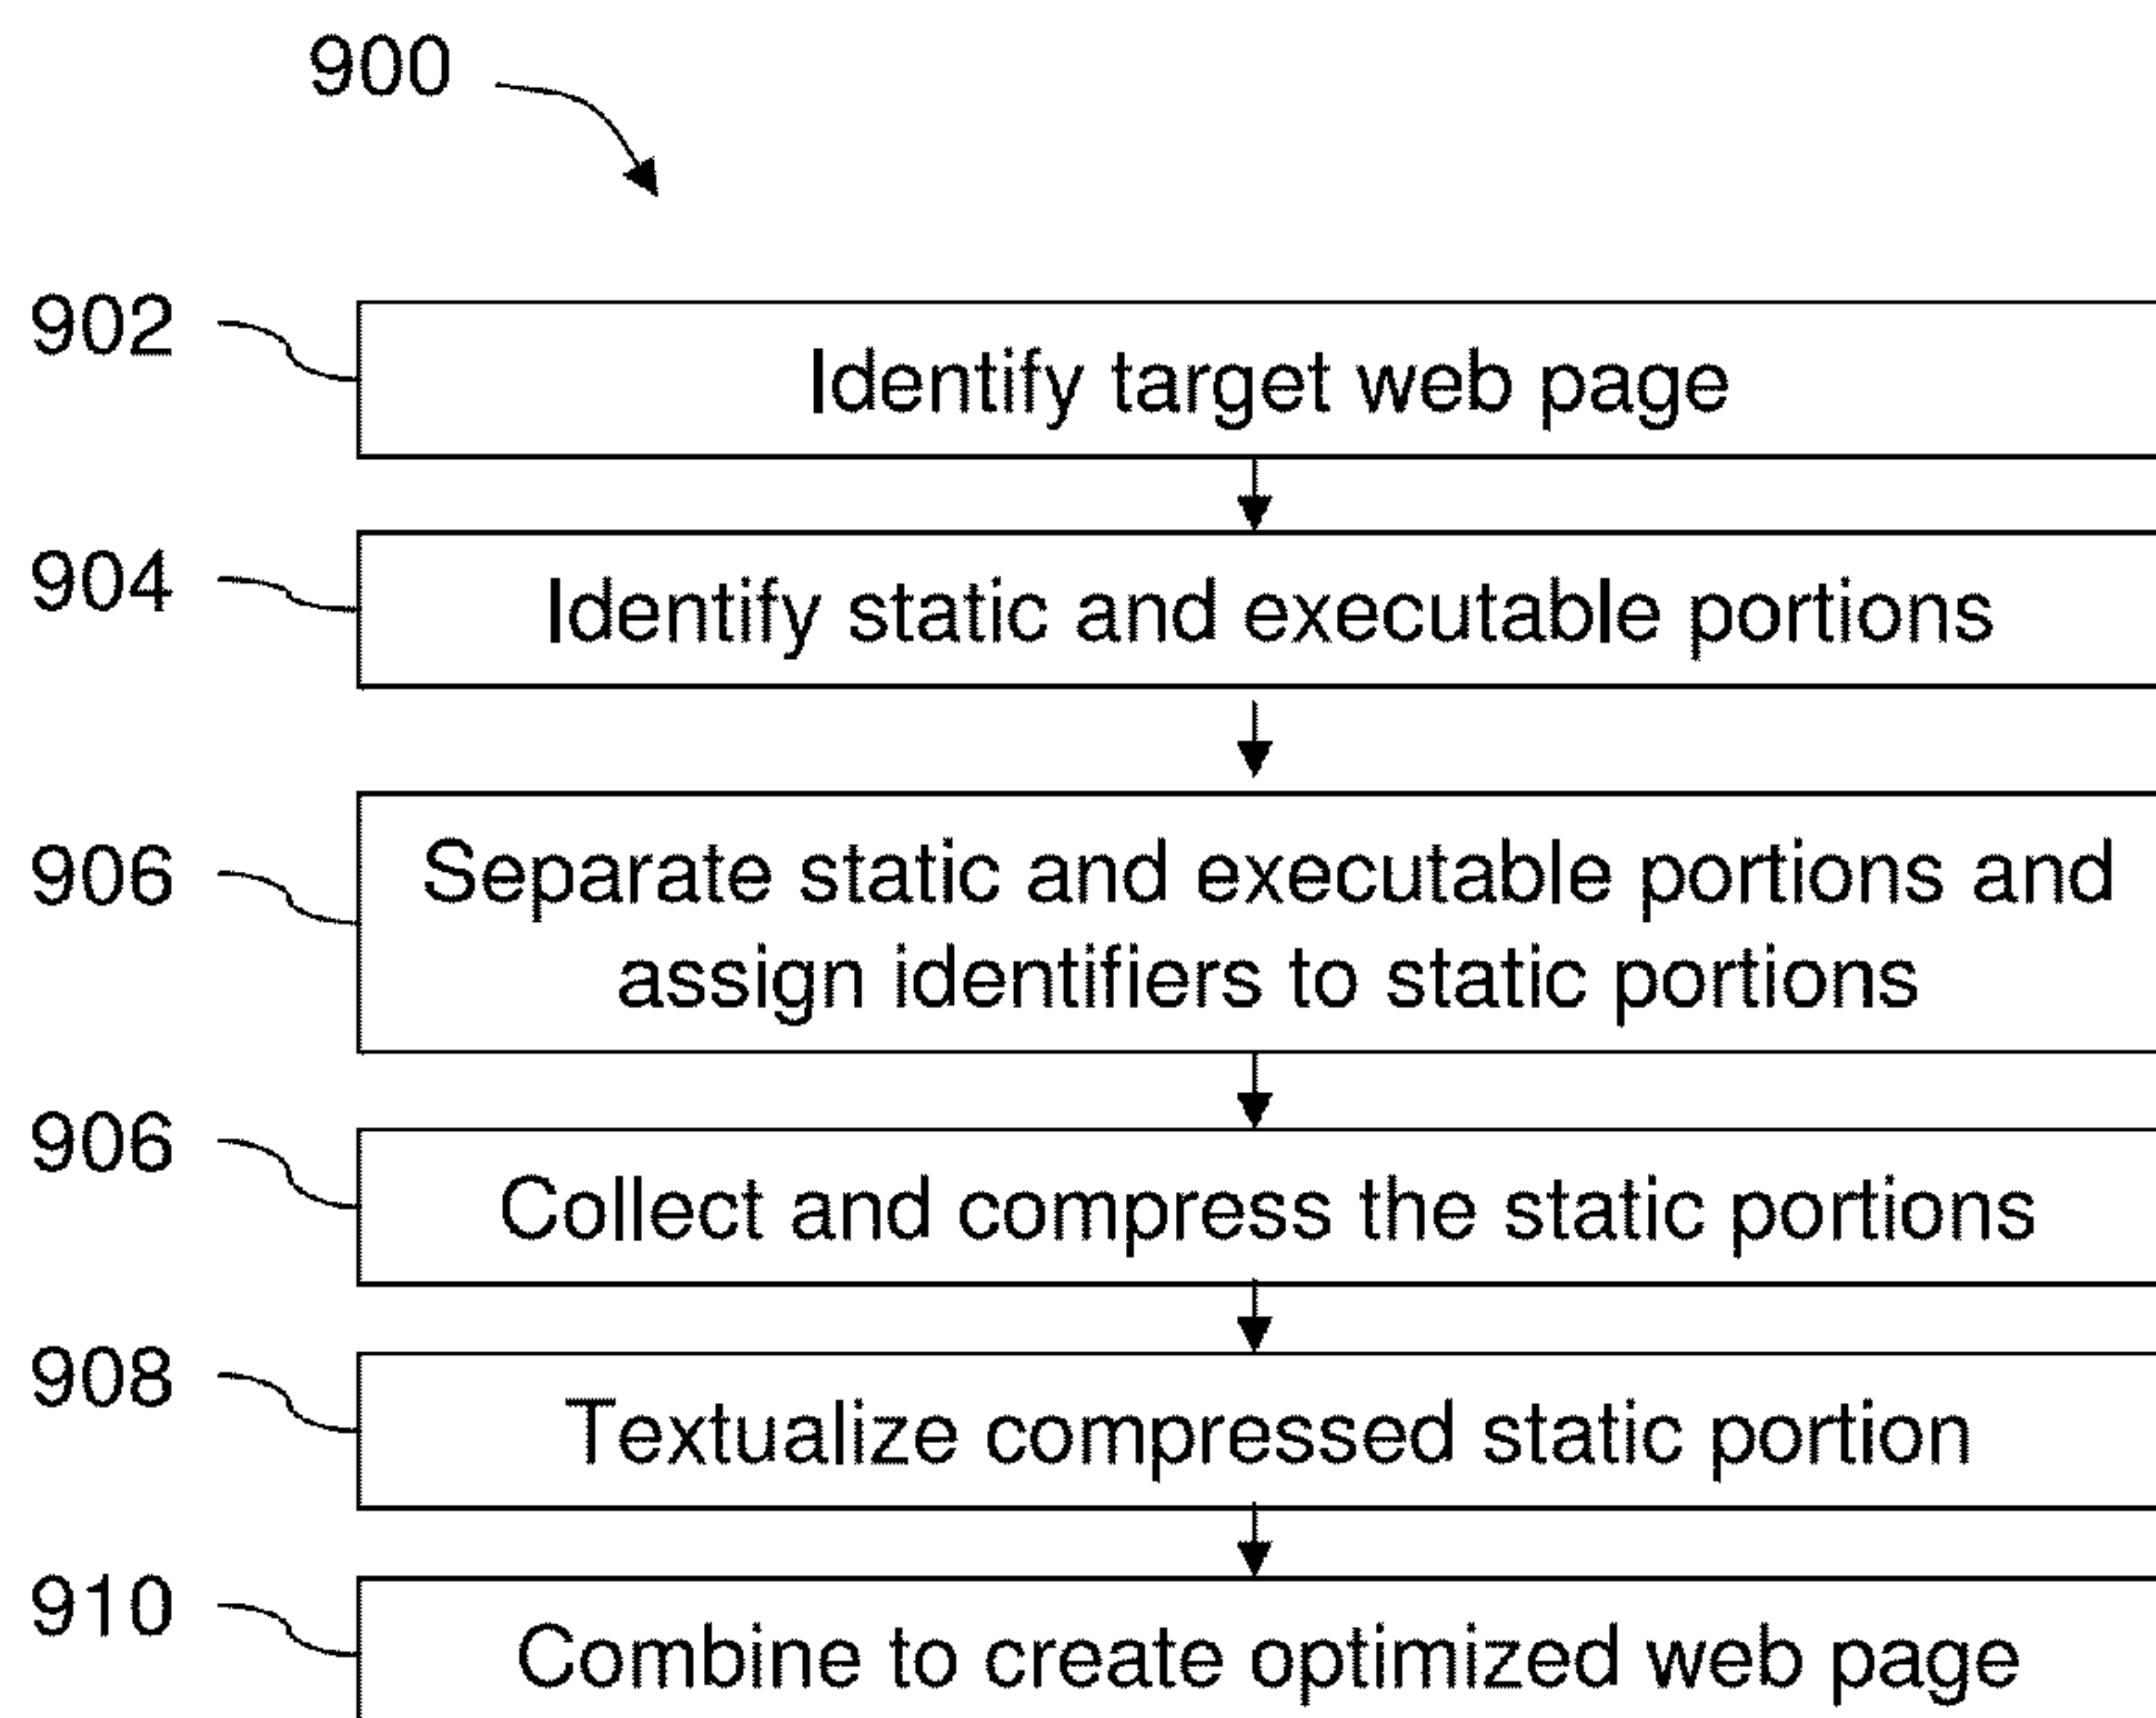 900
902
Identify target web page
904
Identify static and executable portions
906
Separate static and executable portions and
assign identifiers to static portions
906
Collect and compress the static portions
908
Textualize compressed static portion
910
Combine to create optimized web page